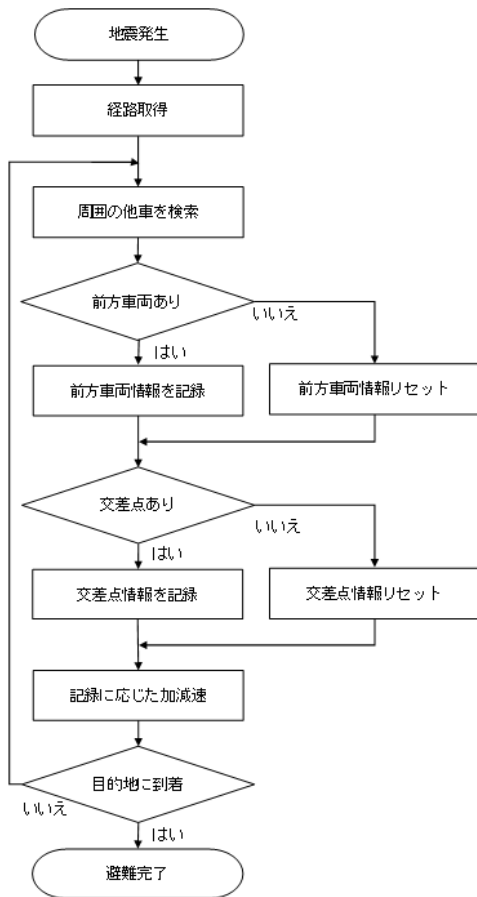 地震発生
経路取得
周囲の他車を検索
前方車両あり
いいえ
はい
前方車両情報を記録
前方車両情報リセット
交差点あり
いいえ
はい
交差点情報を記録
交差点情報リセット
記録に応じた加減速
目的地に到着
いいえ
はい
避難完了